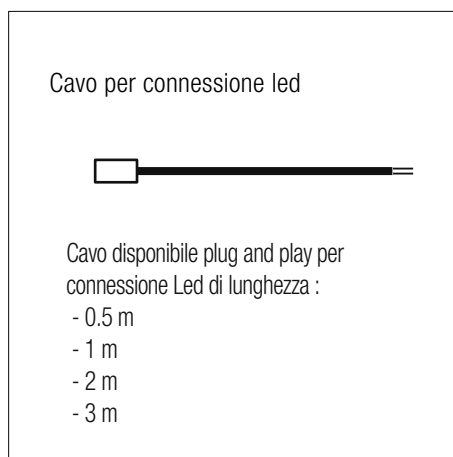 Cavo per connessione led
Cavo disponibile plug and play per
connessione Led di lunghezza :
- 0.5 m
- 1 m
- 2 m
- 3 m